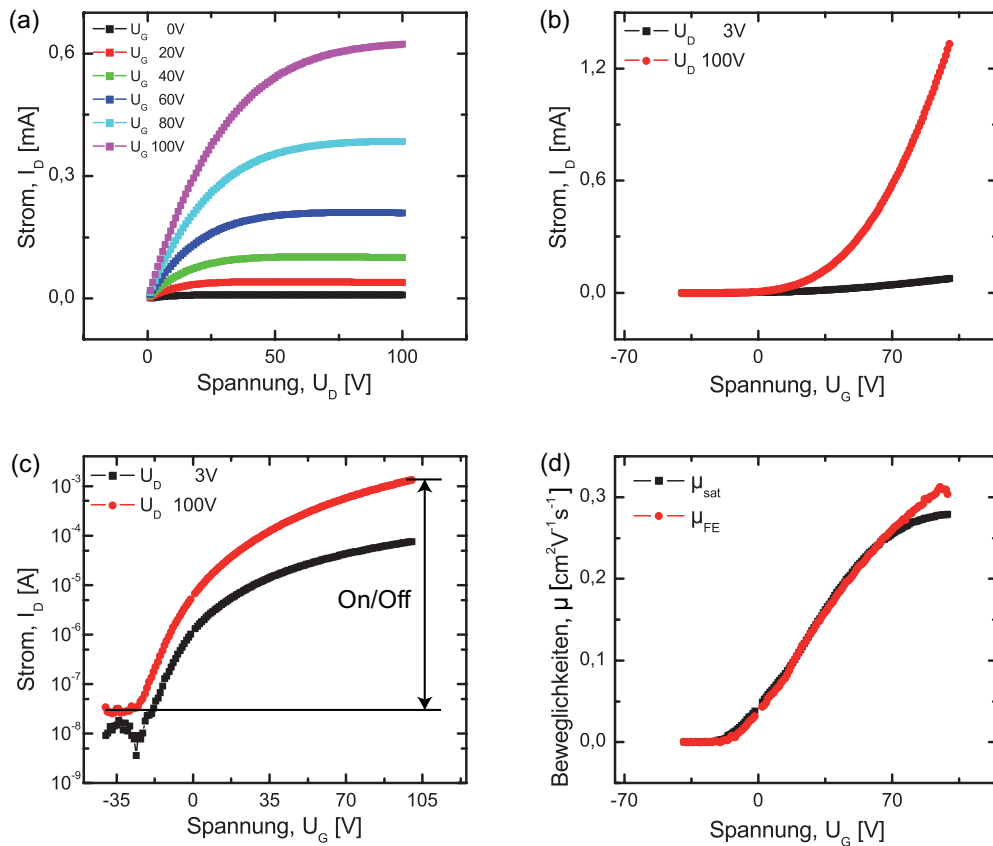 (a)
U_G 0V
U_G 20V
U_G 40V
U_G 60V
U_G 80V
U_G 100V
Strom, I_D [mA]
0,6
0,3
0,0
0
50
100
Spannung, U_D [V]
(b)
U_D 3V
U_D 100V
Strom, I_D [mA]
1,2
0,6
0,0
-70
0
70
Spannung, U_G [V]
(c)
U_D 3V
U_D 100V
Strom, I_D [A]
10⁻³
10⁻⁴
10⁻⁵
10⁻⁶
10⁻⁷
10⁻⁸
10⁻⁹
On/Off
-35
0
35
70
105
Spannung, U_G [V]
(d)
μ_sat
μ_FE
Beweglichkeiten, μ [cm²V⁻¹s⁻¹]
0,3
0,2
0,1
0,0
-70
0
70
Spannung, U_G [V]